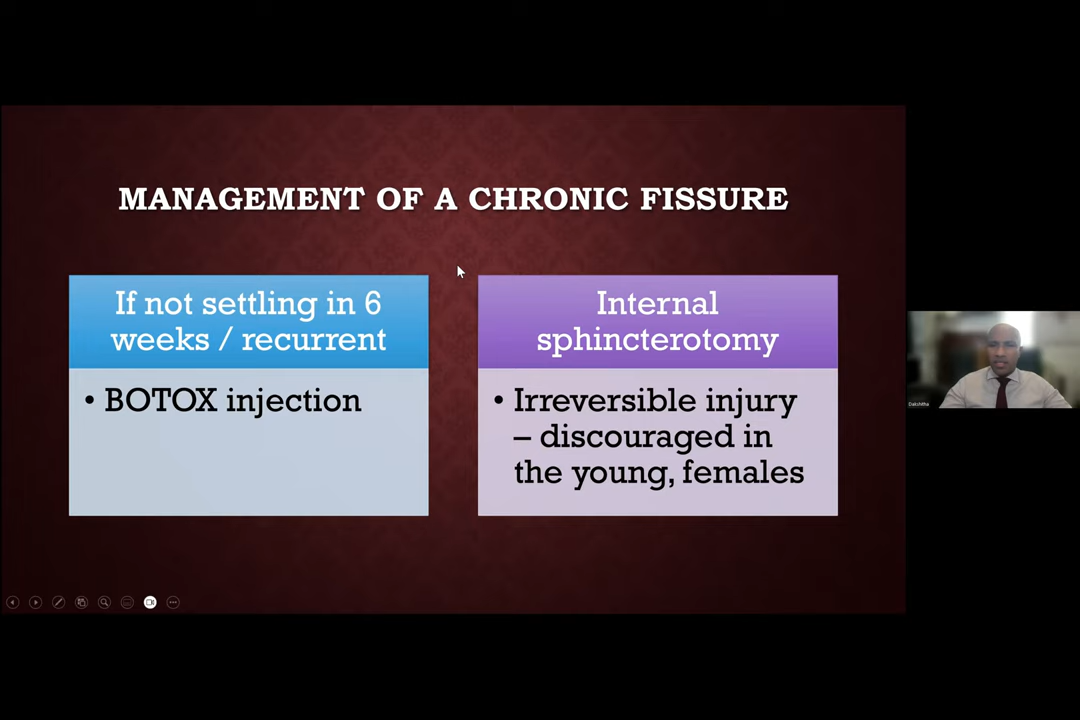 MANAGEMENT OF A CHRONIC FISSURE
If not settling in 6
weeks / recurrent
• BOTOX injection
Internal
sphincterotomy
• Irreversible injury
– discouraged in
the young, females
Dakshitha